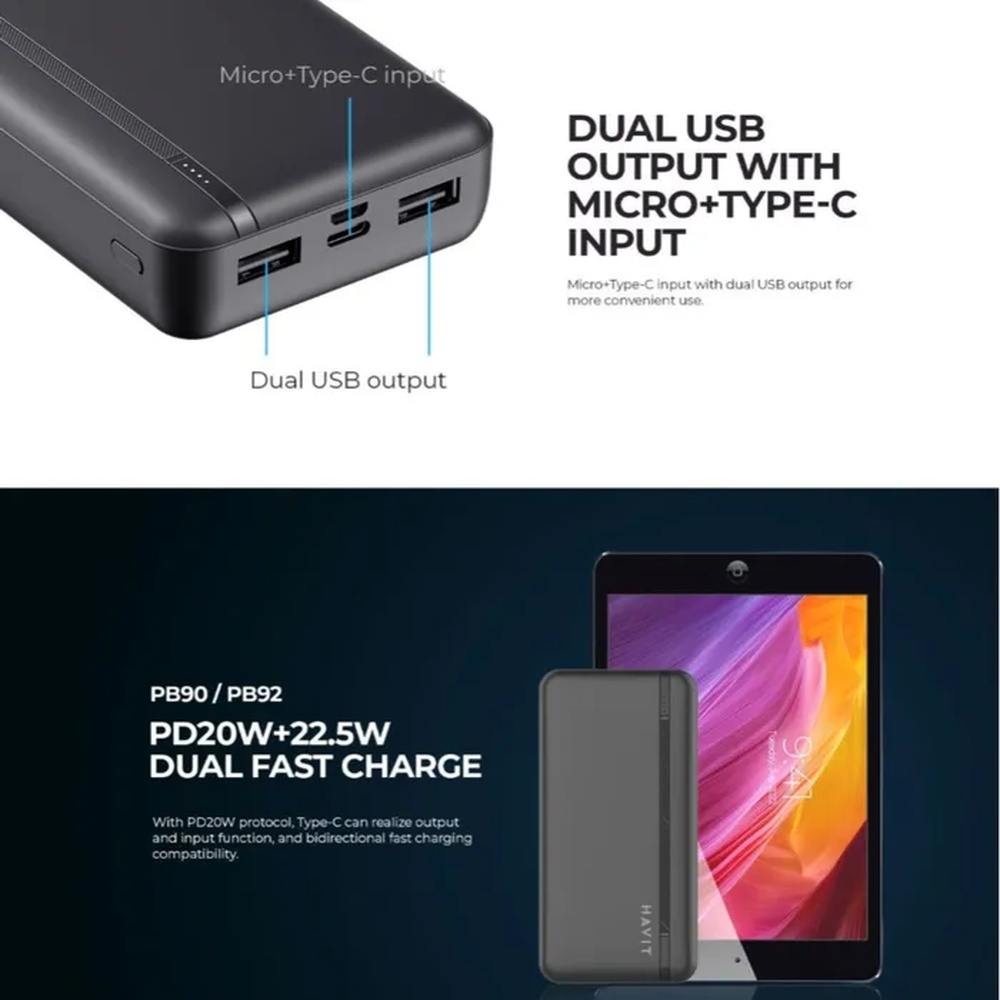 Micro+Type-C input
DUAL USB
OUTPUT WITH
MICRO+TYPE-C
INPUT
Micro+Type-C input with dual USB output for
more convenient use.
Dual USB output
PB90 / PB92
PD20W+22.5W
DUAL FAST CHARGE
With PD20W protocol, Type-C can realize output
and input function, and bidirectional fast charging
compatibility.
9:41
HAVIT